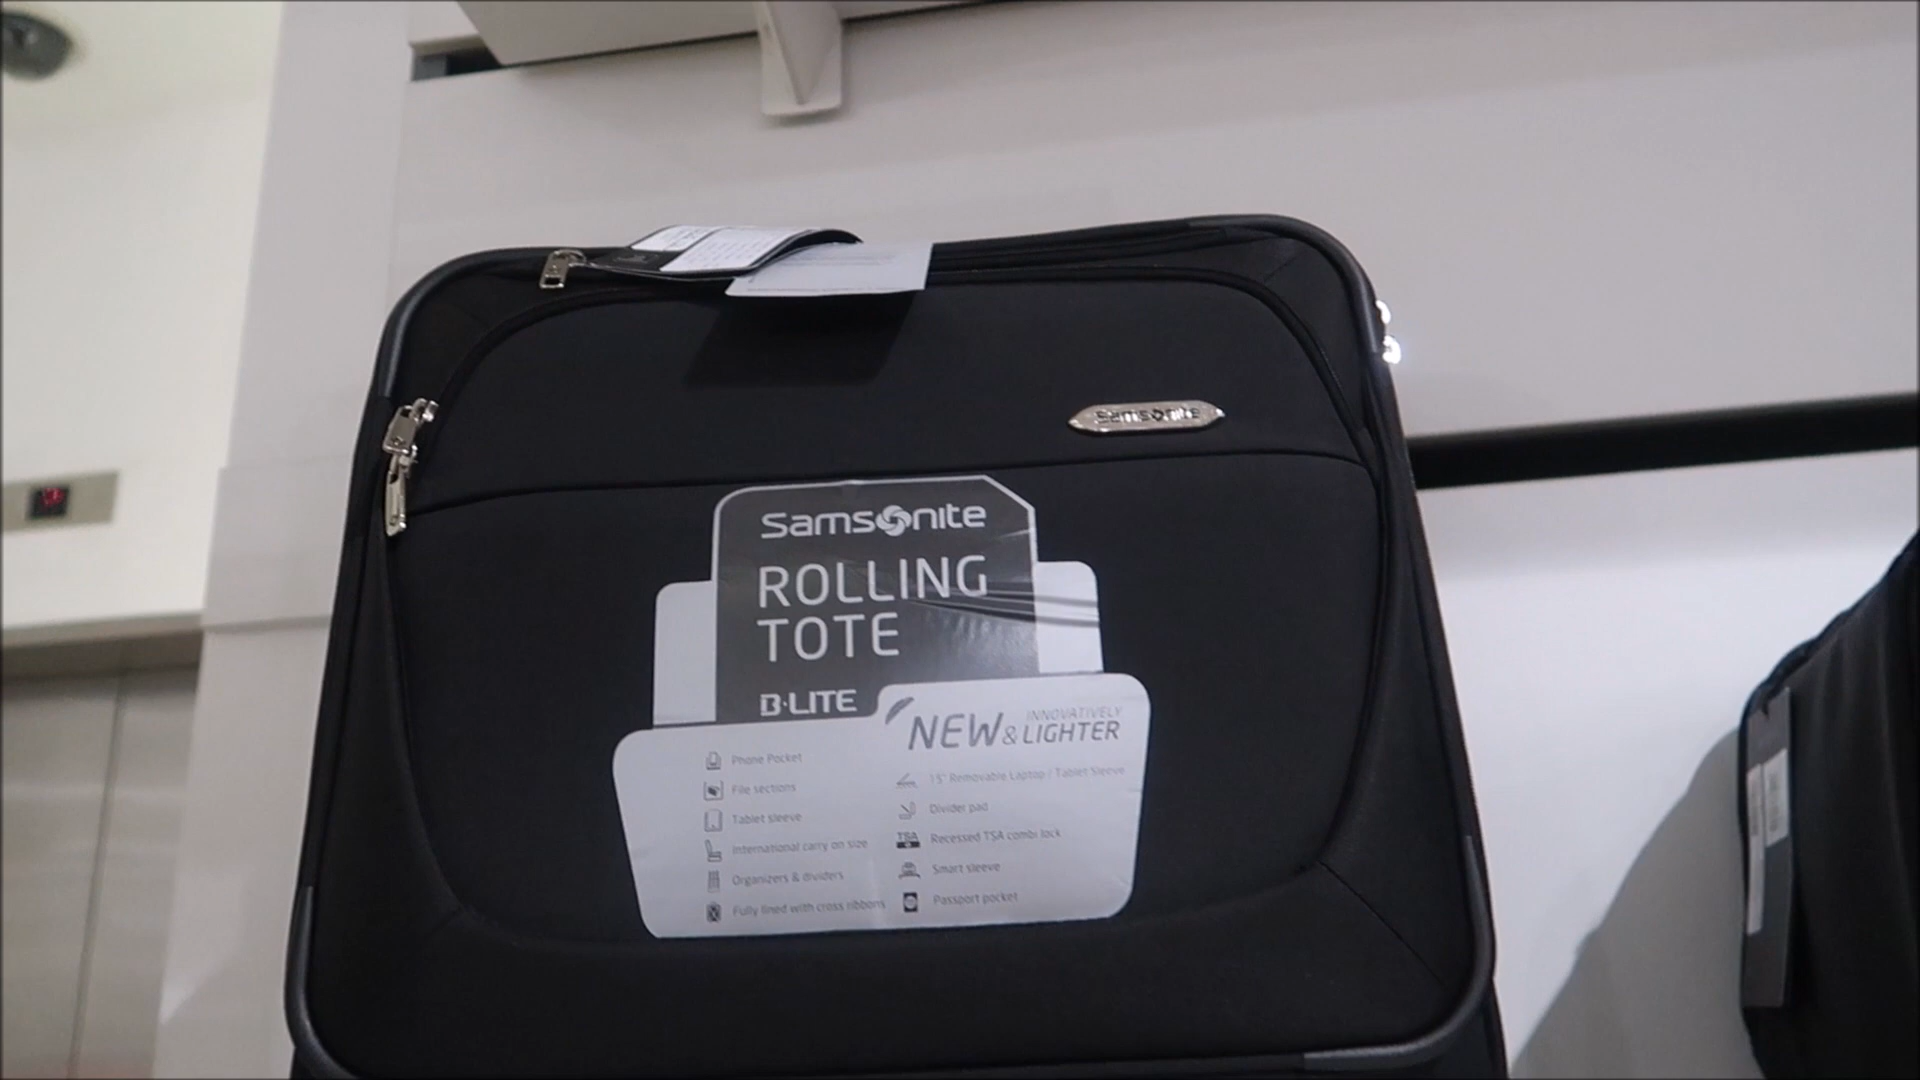 Samsonite
Samsonite
ROLLING
TOTE
B·LITE
INNOVATIVELY
NEW & LIGHTER
Phone Pocket
File sections
Tablet sleeve
International carry on size
Organizers & dividers
Fully lined with cross ribbons
15" Removable Laptop / Tablet Sleeve
Divider pad
TSA Recessed TSA combi lock
Smart sleeve
Passport pocket